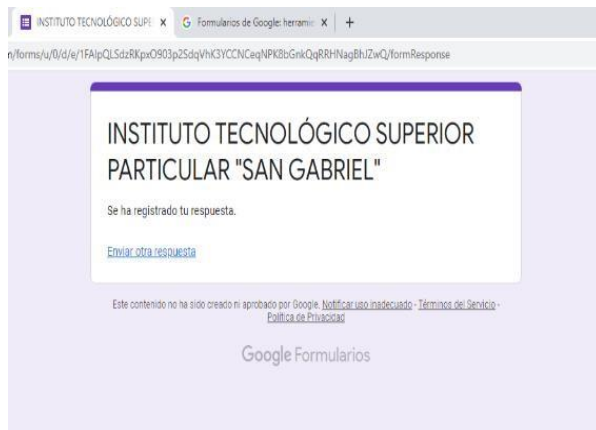 INSTITUTO TECNOLÓGICO SUPE
Formularios de Google: herramie
n/forms/u/0/d/e/1FAIpQLSdzRKpxO903p2SdqVhK3YCCNCeqNPK8bGnkQqRRHNagBhJZwQ/formResponse
INSTITUTO TECNOLÓGICO SUPERIOR
PARTICULAR "SAN GABRIEL"
Se ha registrado tu respuesta.
Enviar otra respuesta
Este contenido no ha sido creado ni aprobado por Google. Notificar uso inadecuado - Términos del Servicio -
Política de Privacidad
Google Formularios